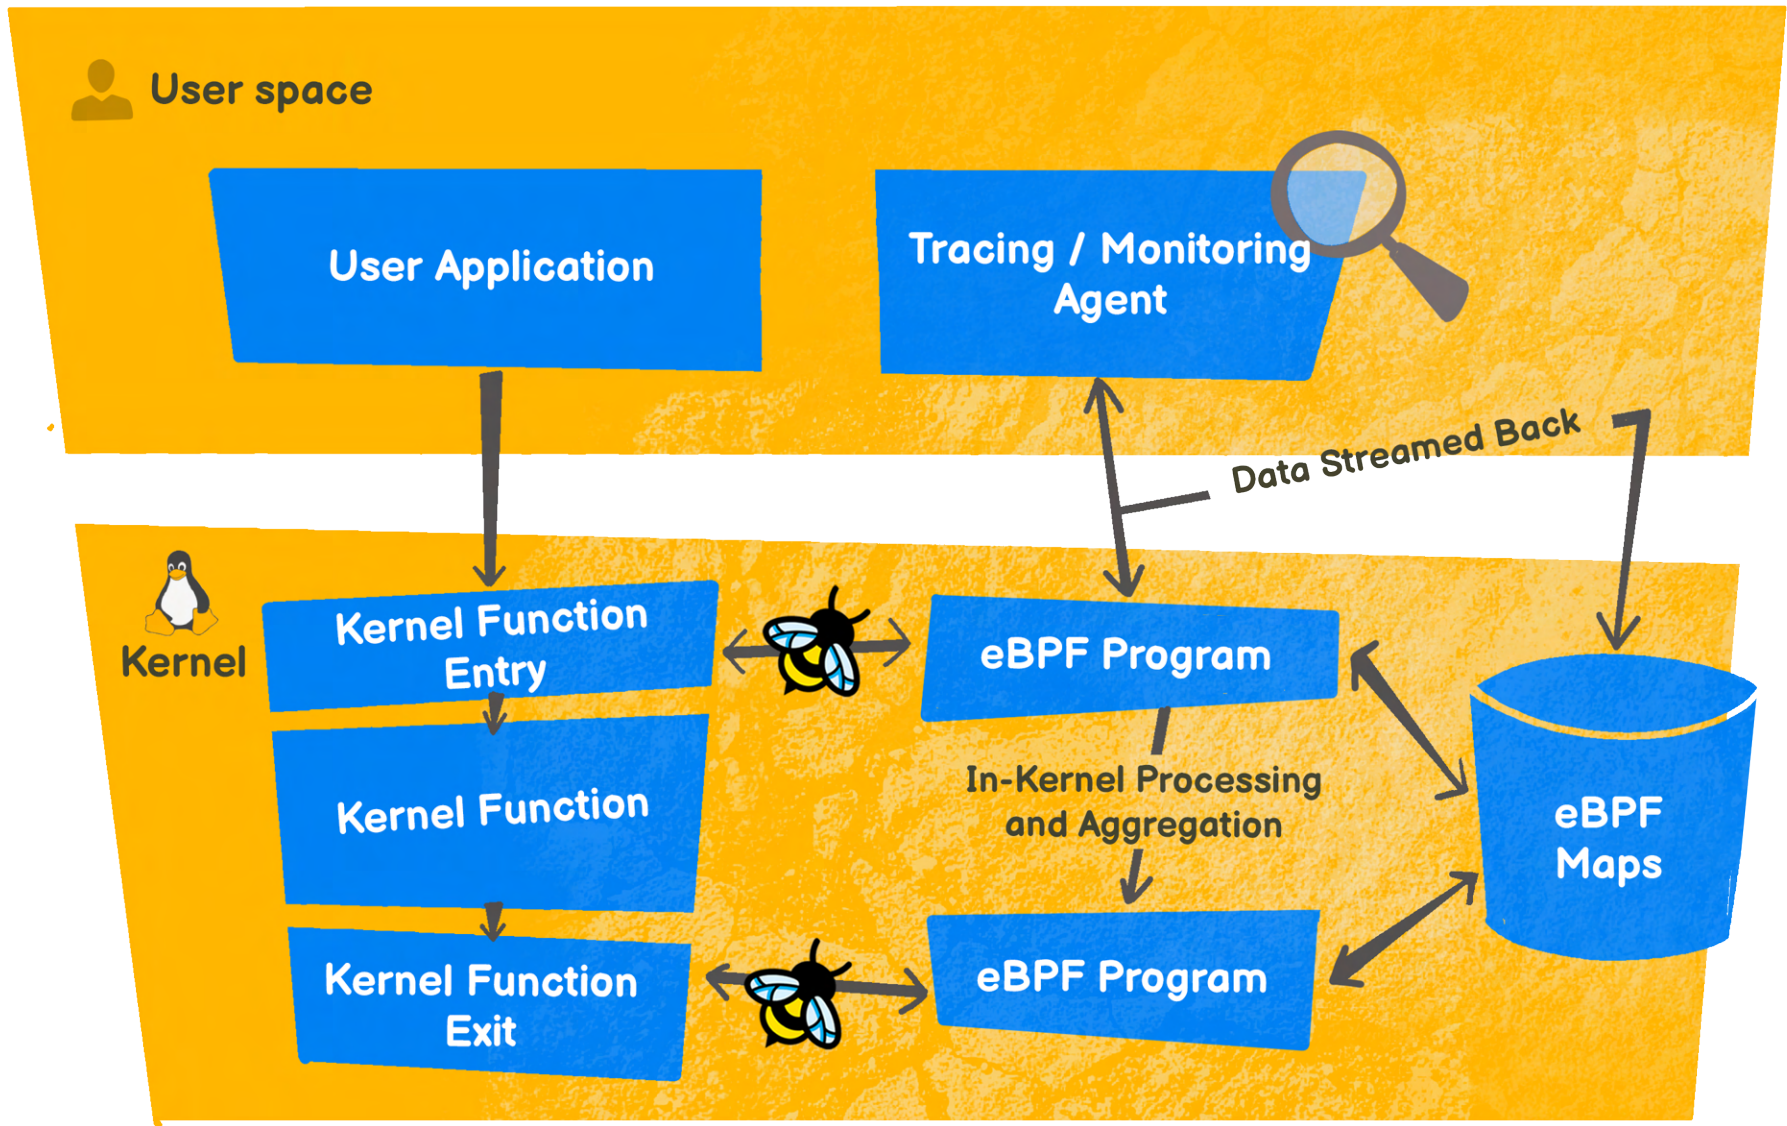 User space
User Application
Tracing / Monitoring
Agent
Data Streamed Back
Kernel
Kernel Function
Entry
eBPF Program
Kernel Function
In-Kernel Processing
and Aggregation
eBPF
Maps
Kernel Function
Exit
eBPF Program